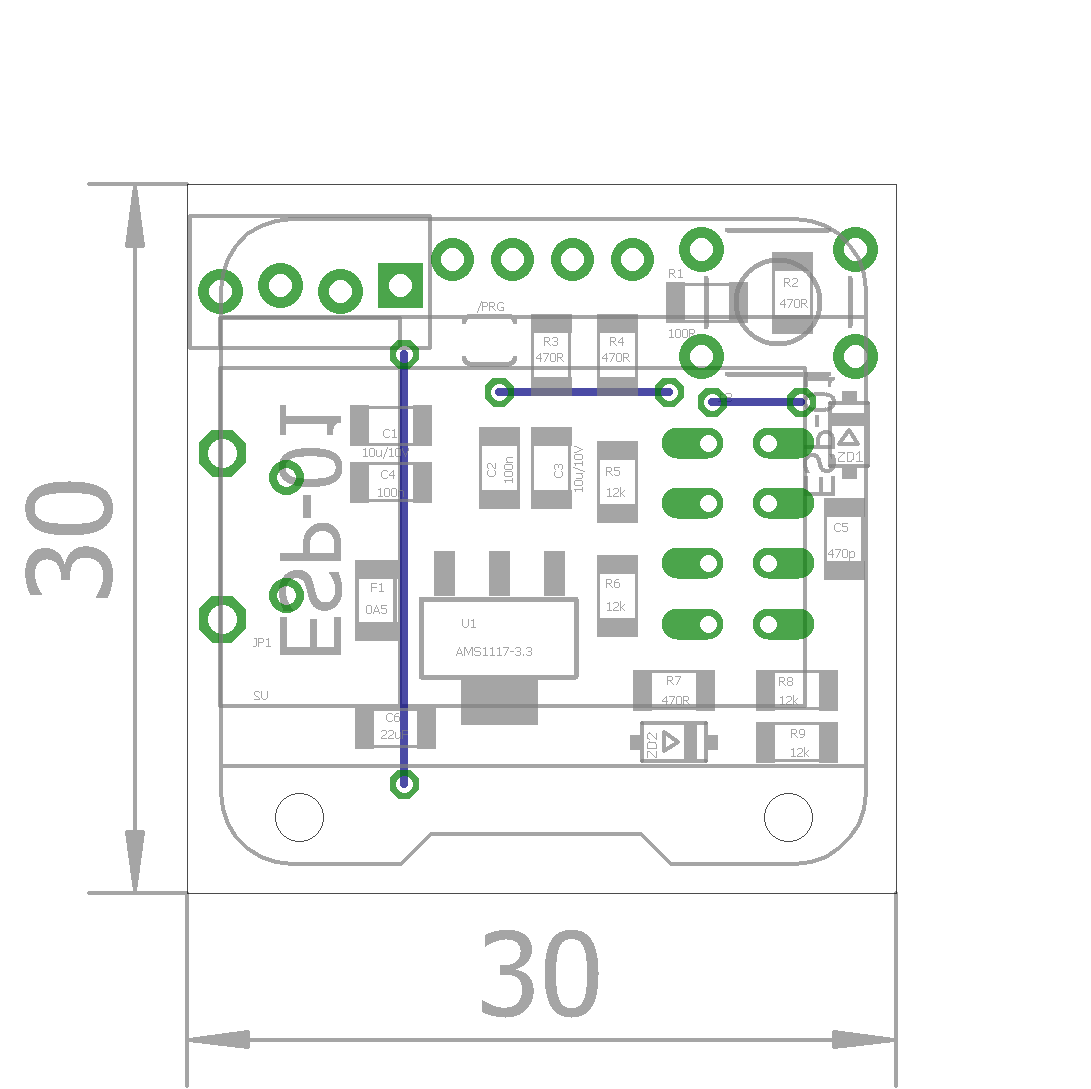 /PRG
R1
100R
R2
470R
R3
470R
R4
470R
ESP-01
ESP-01
C1
10u/10V
C4
100n
C2
100n
C3
10u/10V
R5
12k
ZD1
C5
470p
F1
0A5
R6
12k
U1
AMS1117-3.3
JP1
SU
R7
470R
R8
12k
C6
22uF
ZD2
R9
12k
30
30